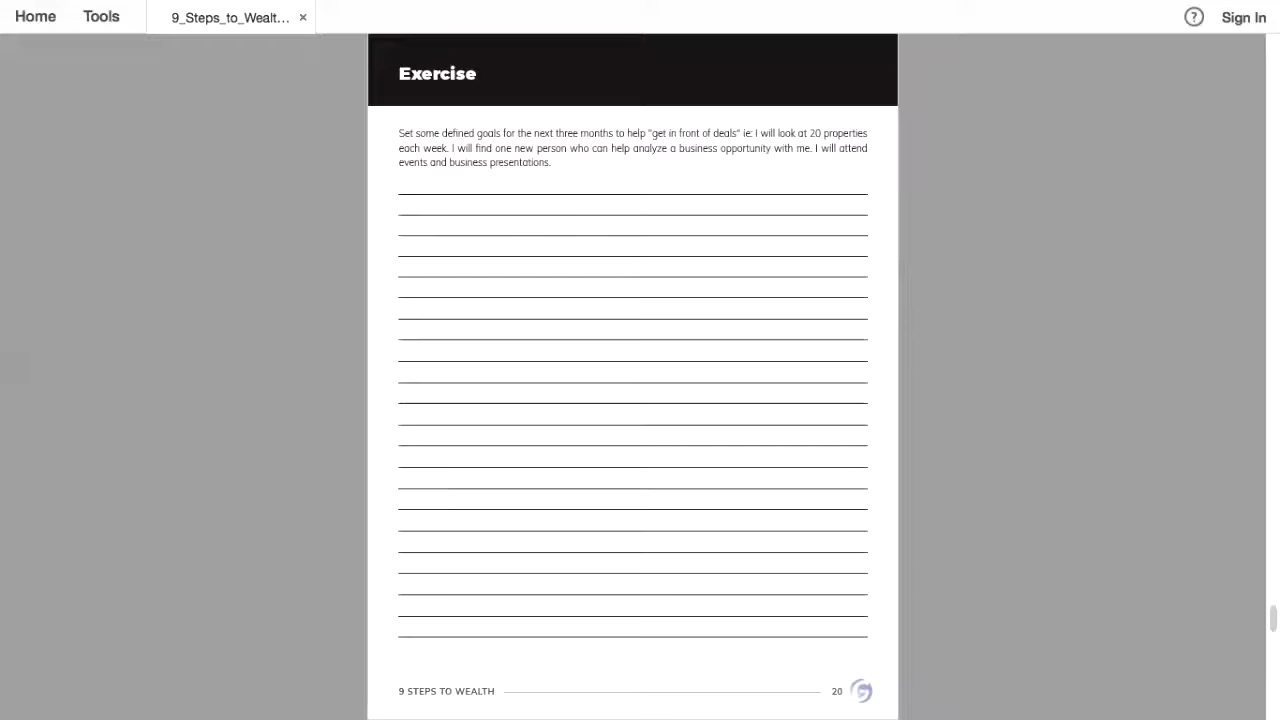 Home Tools 9_Steps_to_Wealt... × ? Sign In
Exercise
Set some defined goals for the next three months to help "get in front of deals" ie: I will look at 20 properties
each week. I will find one new person who can help analyze a business opportunity with me. I will attend
events and business presentations.
9 STEPS TO WEALTH 20